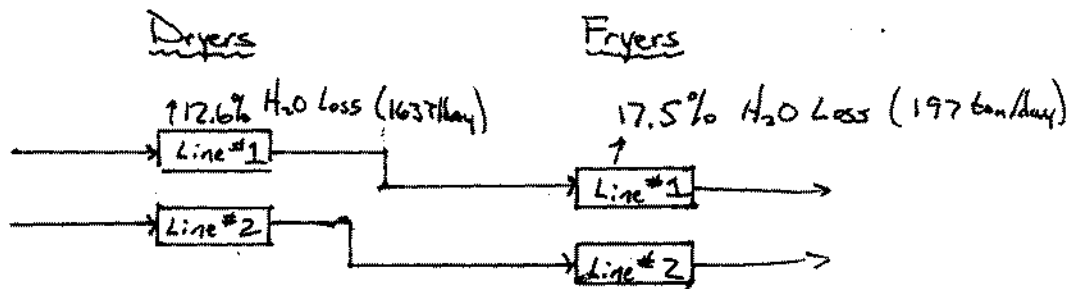 Dryers Fryers
12.6% H₂O Loss (163T/day) 17.5% H₂O Loss (197 ton/day)
Line #1
Line #1
Line #2
Line #2